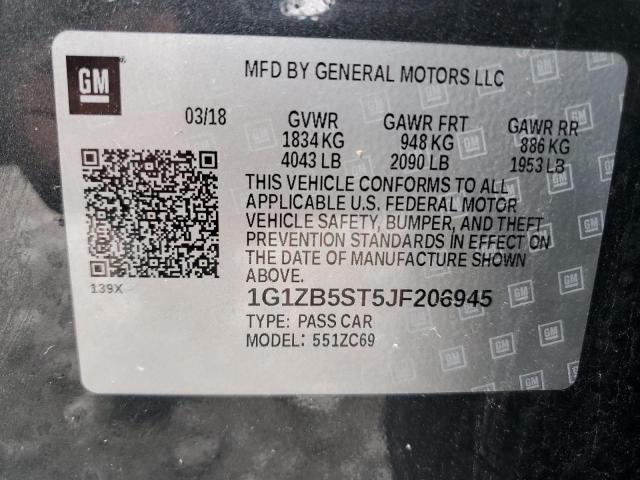 GM
MFD BY GENERAL MOTORS LLC
03/18 GVWR GAWR FRT GAWR RR
1834 KG 948 KG 886 KG
4043 LB 2090 LB 1953 LB
THIS VEHICLE CONFORMS TO ALL
APPLICABLE U.S. FEDERAL MOTOR
VEHICLE SAFETY, BUMPER, AND THEFT
PREVENTION STANDARDS IN EFFECT ON
THE DATE OF MANUFACTURE SHOWN
ABOVE.
139X
1G1ZB5ST5JF206945
TYPE: PASS CAR
MODEL: 551ZC69